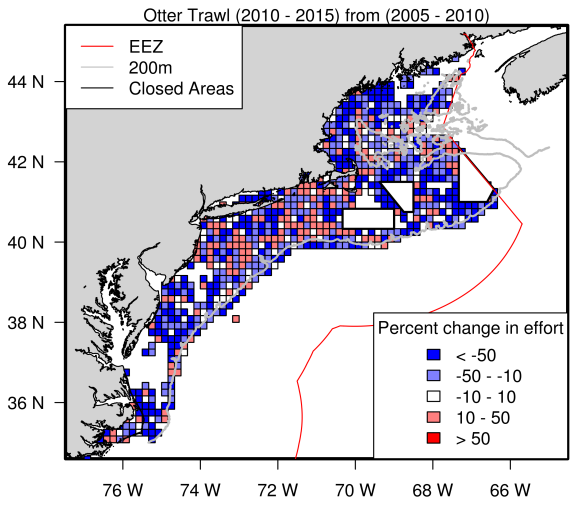 Otter Trawl (2010 - 2015) from (2005 - 2010)
EEZ
200m
Closed Areas
44 N
42 N
40 N
38 N
36 N
Percent change in effort
< -50
-50 - -10
-10 - 10
10 - 50
> 50
76 W 74 W 72 W 70 W 68 W 66 W